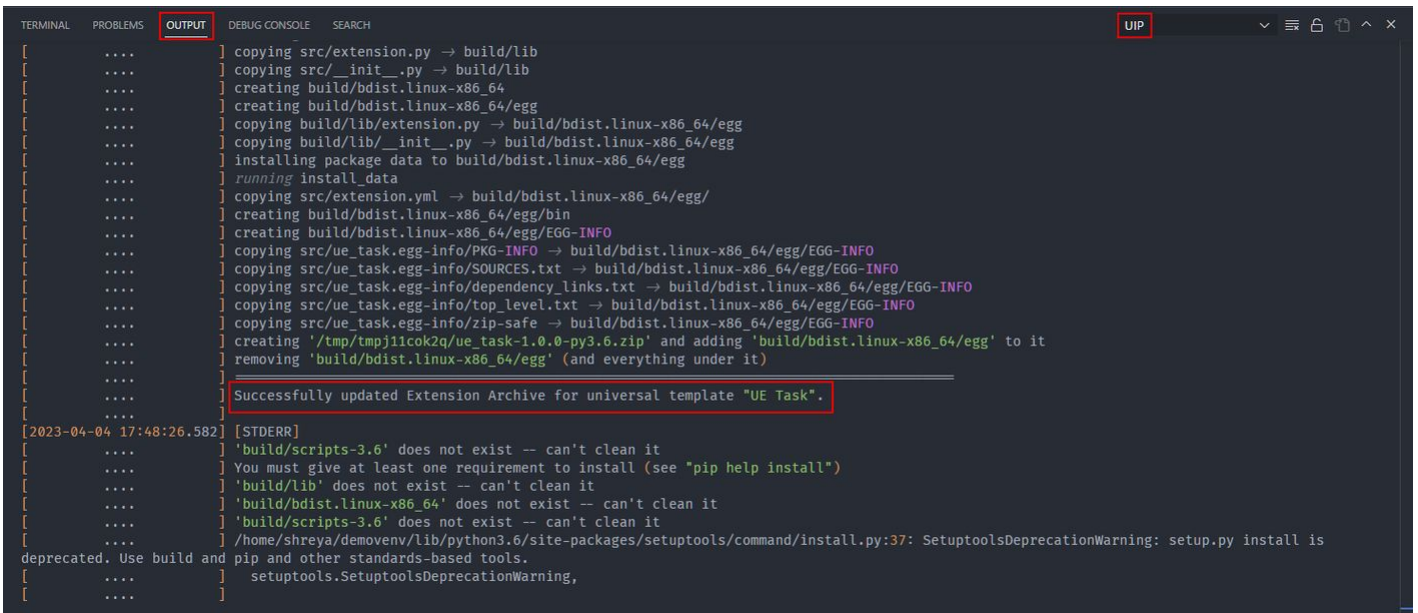 TERMINAL PROBLEMS OUTPUT DEBUG CONSOLE SEARCH UIP
[ .... ] copying src/extension.py → build/lib
[ .... ] copying src/__init__.py → build/lib
[ .... ] creating build/bdist.linux-x86_64
[ .... ] creating build/bdist.linux-x86_64/egg
[ .... ] copying build/lib/extension.py → build/bdist.linux-x86_64/egg
[ .... ] copying build/lib/__init__.py → build/bdist.linux-x86_64/egg
[ .... ] installing package data to build/bdist.linux-x86_64/egg
[ .... ] running install_data
[ .... ] copying src/extension.yml → build/bdist.linux-x86_64/egg/
[ .... ] creating build/bdist.linux-x86_64/egg/bin
[ .... ] creating build/bdist.linux-x86_64/egg/EGG-INFO
[ .... ] copying src/ue_task.egg-info/PKG-INFO → build/bdist.linux-x86_64/egg/EGG-INFO
[ .... ] copying src/ue_task.egg-info/SOURCES.txt → build/bdist.linux-x86_64/egg/EGG-INFO
[ .... ] copying src/ue_task.egg-info/dependency_links.txt → build/bdist.linux-x86_64/egg/EGG-INFO
[ .... ] copying src/ue_task.egg-info/top_level.txt → build/bdist.linux-x86_64/egg/EGG-INFO
[ .... ] copying src/ue_task.egg-info/zip-safe → build/bdist.linux-x86_64/egg/EGG-INFO
[ .... ] creating '/tmp/tmpj11cok2q/ue_task-1.0.0-py3.6.zip' and adding 'build/bdist.linux-x86_64/egg' to it
[ .... ] removing 'build/bdist.linux-x86_64/egg' (and everything under it)
[ .... ] ════════════════════════════════════════
[ .... ] Successfully updated Extension Archive for universal template "UE Task".
[ .... ]
[2023-04-04 17:48:26.582] [STDERR]
[ .... ] 'build/scripts-3.6' does not exist -- can't clean it
[ .... ] You must give at least one requirement to install (see "pip help install")
[ .... ] 'build/lib' does not exist -- can't clean it
[ .... ] 'build/bdist.linux-x86_64' does not exist -- can't clean it
[ .... ] 'build/scripts-3.6' does not exist -- can't clean it
[ .... ] /home/shreya/demovenv/lib/python3.6/site-packages/setuptools/command/install.py:37: SetuptoolsDeprecationWarning: setup.py install is
deprecated. Use build and pip and other standards-based tools.
[ .... ] setuptools.SetuptoolsDeprecationWarning,
[ .... ]